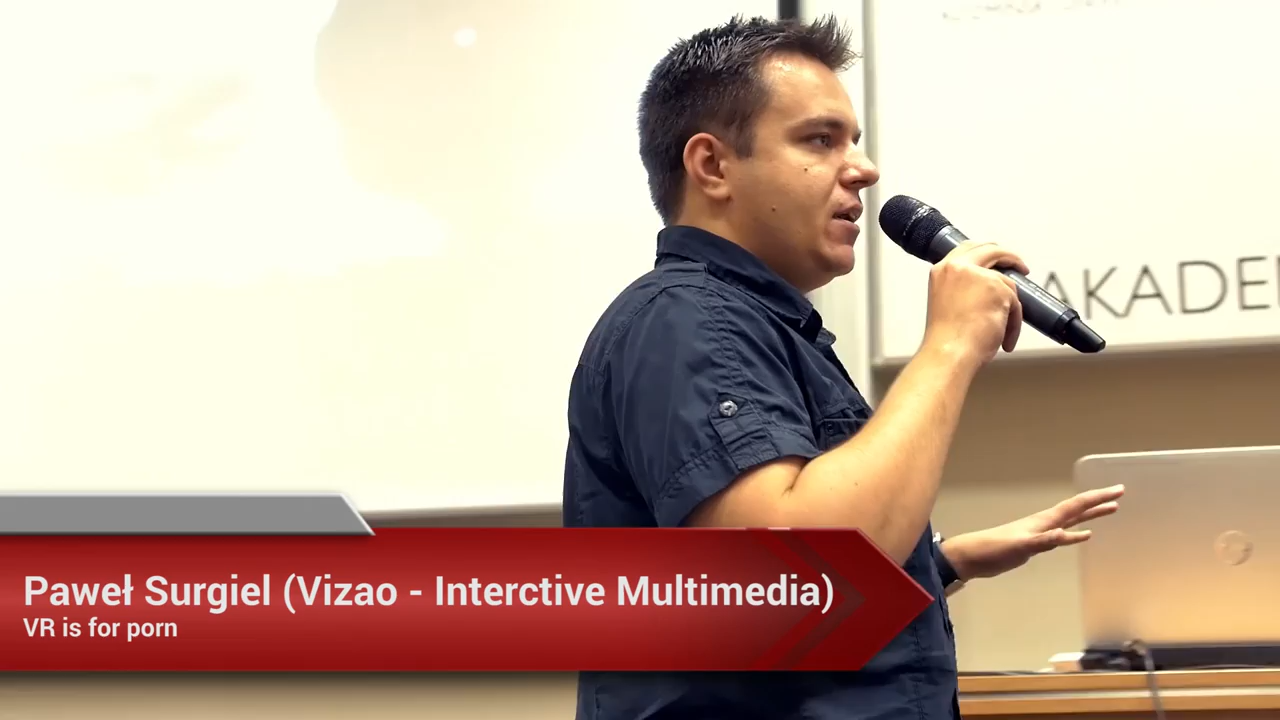 AKADE
Paweł Surgiel (Vizao - Interctive Multimedia)
VR is for porn